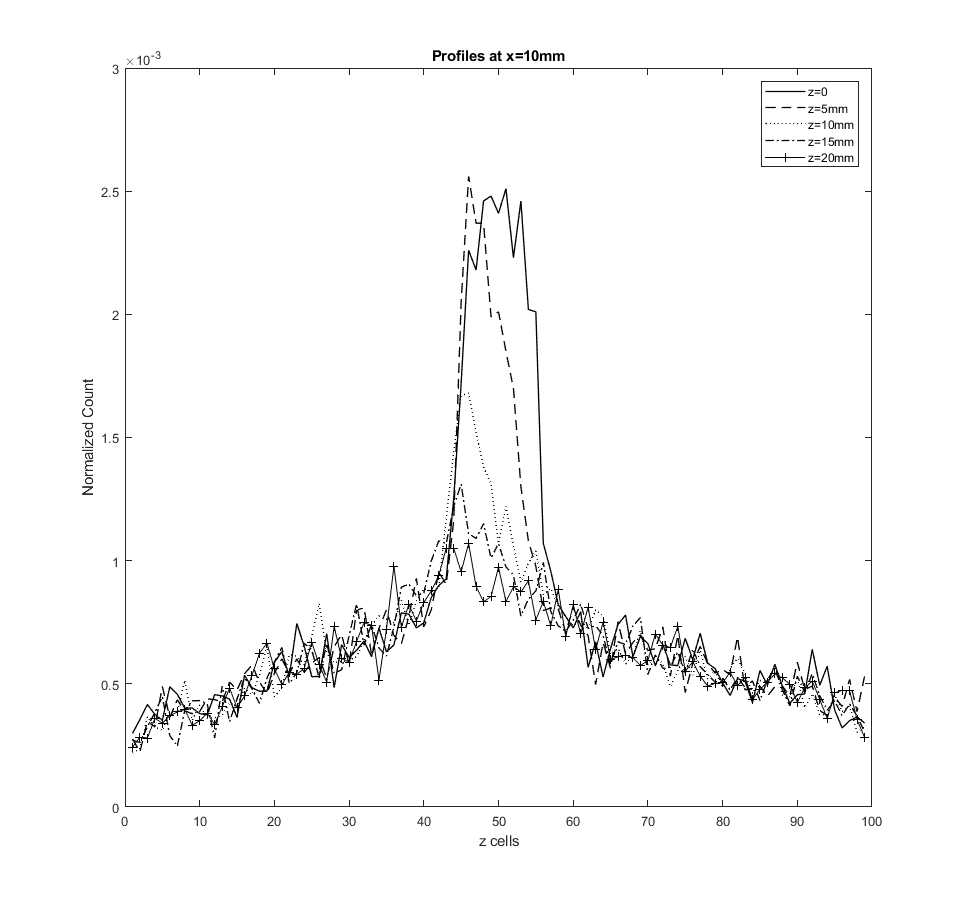 Profiles at x=10mm
×10-3
3
2.5
2
1.5
1
0.5
0
Normalized Count
0 10 20 30 40 50 60 70 80 90 100
z cells
z=0
z=5mm
z=10mm
z=15mm
z=20mm